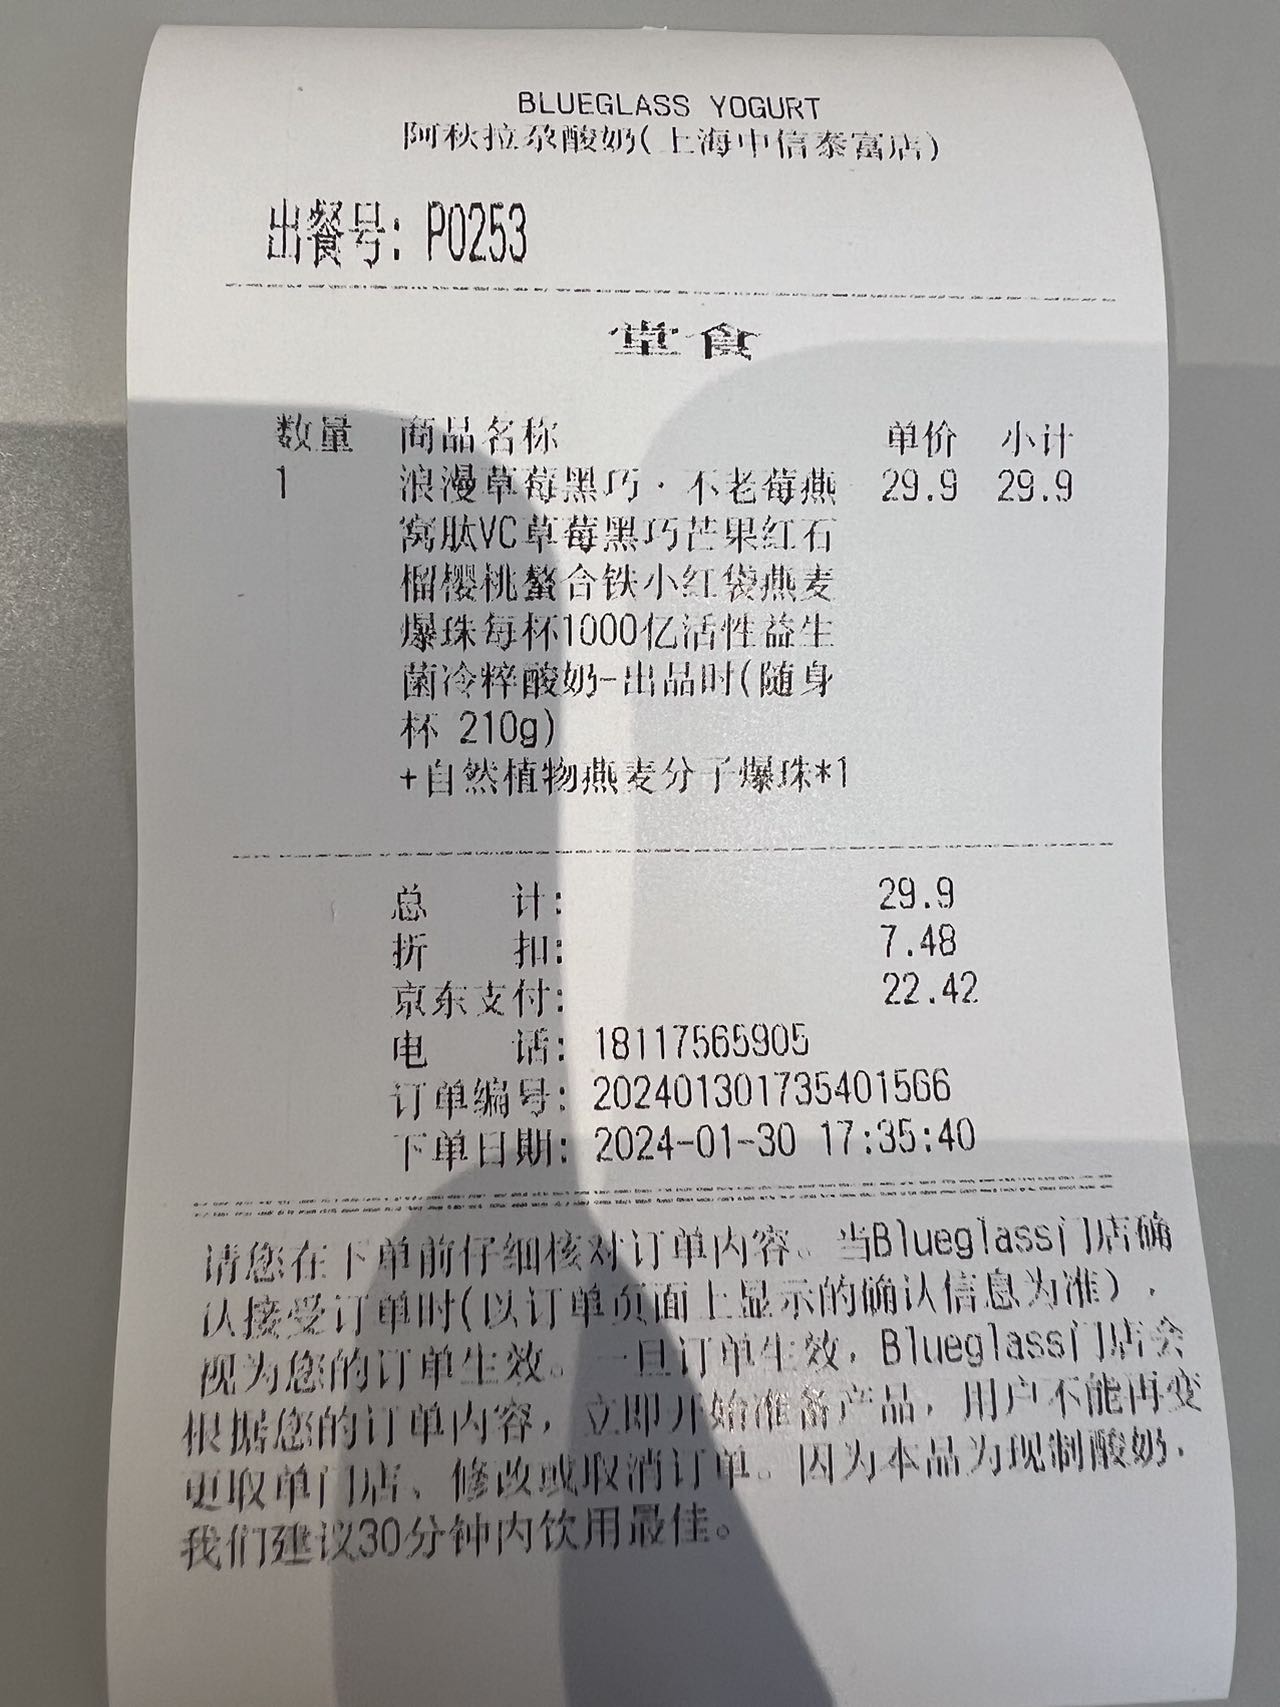 BLUEGLASS YOGURT
阿秋拉尕酸奶(上海中信泰富店)
出餐号: P0253
堂食
数量 商品名称 单价 小计
1 浪漫草莓黑巧·不老莓燕 29.9 29.9
窝肽VC草莓黑巧芒果红石
榴樱桃螯合铁小红袋燕麦
爆珠每杯1000亿活性益生
菌冷粹酸奶-出品时(随身
杯 210g)
+自然植物燕麦分子爆珠*1
总 计: 29.9
折 扣: 7.48
京东支付: 22.42
电 话: 18117565905
订单编号: 202401301735401566
下单日期: 2024-01-30 17:35:40
请您在下单前仔细核对订单内容。当Blueglass门店确
认接受订单时(以订单页面上显示的确认信息为准),
视为您的订单生效。一旦订单生效,Blueglass门店会
根据您的订单内容,立即开始准备产品,用户不能再变
更取单门店、修改或取消订单。因为本品为现制酸奶,
我们建议30分钟内饮用最佳。